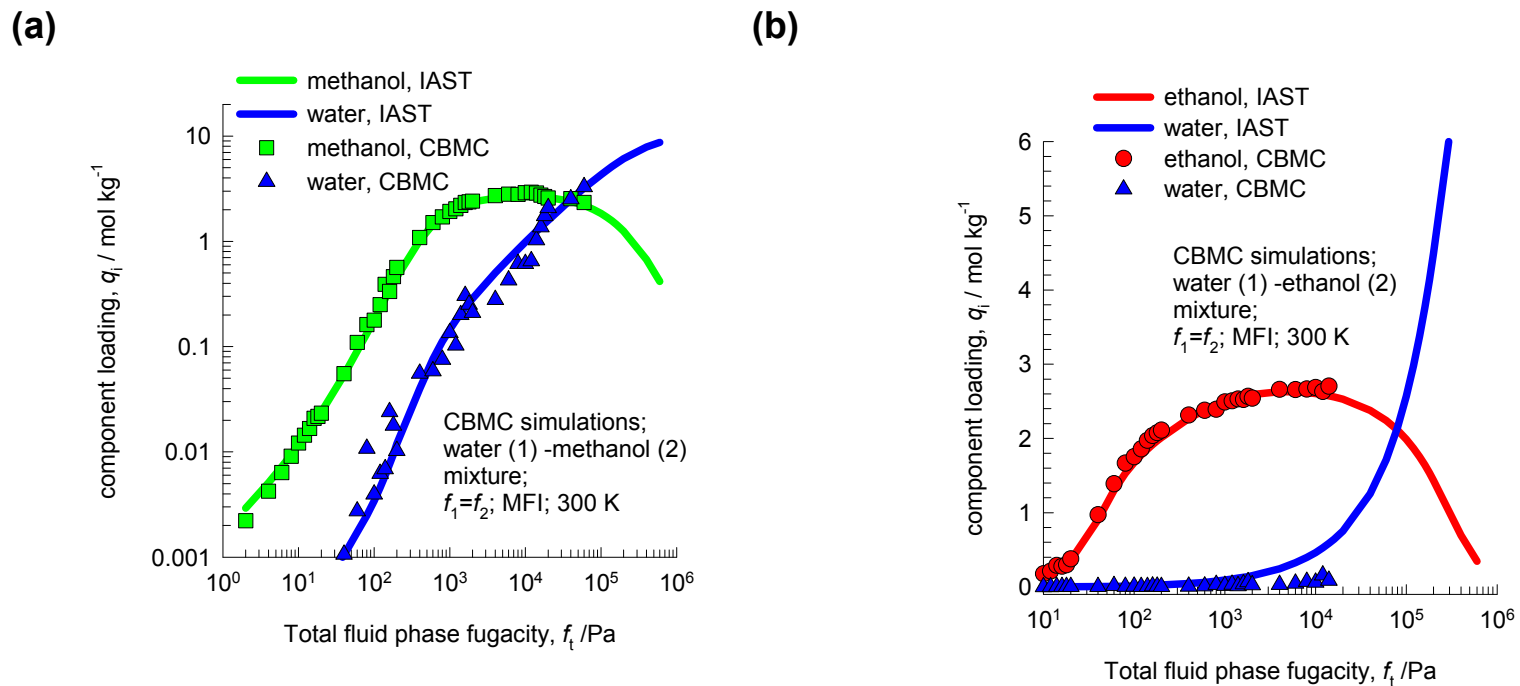 (a)
methanol, IAST
water, IAST
methanol, CBMC
water, CBMC
component loading, qᵢ / mol kg⁻¹
10
1
0.1
0.01
0.001
CBMC simulations;
water (1) -methanol (2)
mixture;
f₁=f₂; MFI; 300 K
10⁰ 10¹ 10² 10³ 10⁴ 10⁵ 10⁶
Total fluid phase fugacity, fₜ /Pa
(b)
ethanol, IAST
water, IAST
ethanol, CBMC
water, CBMC
component loading, qᵢ / mol kg⁻¹
6
5
4
3
2
1
0
CBMC simulations;
water (1) -ethanol (2)
mixture;
f₁=f₂; MFI; 300 K
10¹ 10² 10³ 10⁴ 10⁵ 10⁶
Total fluid phase fugacity, fₜ /Pa